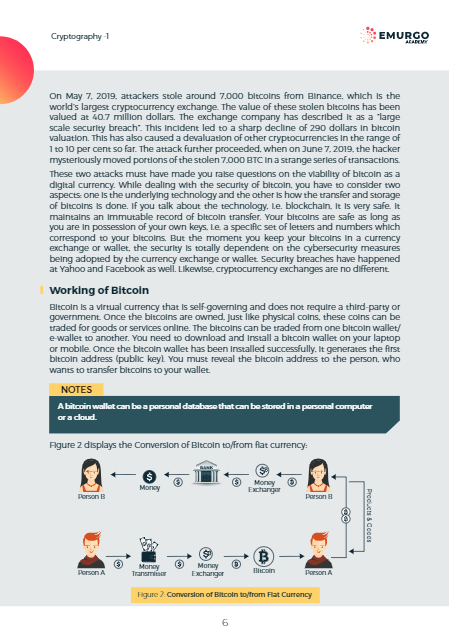 Cryptography -1
EMURGO
ACADEMY
On May 7, 2019, attackers stole around 7,000 bitcoins from Binance, which is the
world's largest cryptocurrency exchange. The value of these stolen bitcoins has been
valued at 40.7 million dollars. The exchange company has described it as a "large
scale security breach". This incident led to a sharp decline of 290 dollars in bitcoin
valuation. This has also caused a devaluation of other cryptocurrencies in the range of
1 to 10 per cent so far. The attack further proceeded, when on June 7, 2019, the hacker
mysteriously moved portions of the stolen 7,000 BTC in a strange series of transactions.
These two attacks must have made you raise questions on the viability of bitcoin as a
digital currency. While dealing with the security of bitcoin, you have to consider two
aspects: one is the underlying technology and the other is how the transfer and storage
of bitcoins is done. If you talk about the technology, i.e. blockchain, it is very safe. It
maintains an immutable record of bitcoin transfer. Your bitcoins are safe as long as
you are in possession of your own keys, i.e. a specific set of letters and numbers which
correspond to your bitcoins. But the moment you keep your bitcoins in a currency
exchange or wallet, the security is totally dependent on the cybersecurity measures
being adopted by the currency exchange or wallet. Security breaches have happened
at Yahoo and Facebook as well. Likewise, cryptocurrency exchanges are no different.
Working of Bitcoin
Bitcoin is a virtual currency that is self-governing and does not require a third-party or
government. Once the bitcoins are owned, just like physical coins, these coins can be
traded for goods or services online. The bitcoins can be traded from one bitcoin wallet/
e-wallet to another. You need to download and install a bitcoin wallet on your laptop
or mobile. Once the bitcoin wallet has been installed successfully, it generates the first
bitcoin address (public key). You must reveal the bitcoin address to the person, who
wants to transfer bitcoins to your wallet.
NOTES
A bitcoin wallet can be a personal database that can be stored in a personal computer
or a cloud.
Figure 2 displays the Conversion of Bitcoin to/from fiat currency:
BANK
Person B
Money
Money
Exchanger
Person B
Products & Goods
Person A
Money
Transmitter
Money
Exchanger
Bitcoin
Person A
Figure 2: Conversion of Bitcoin to/from Fiat Currency
6